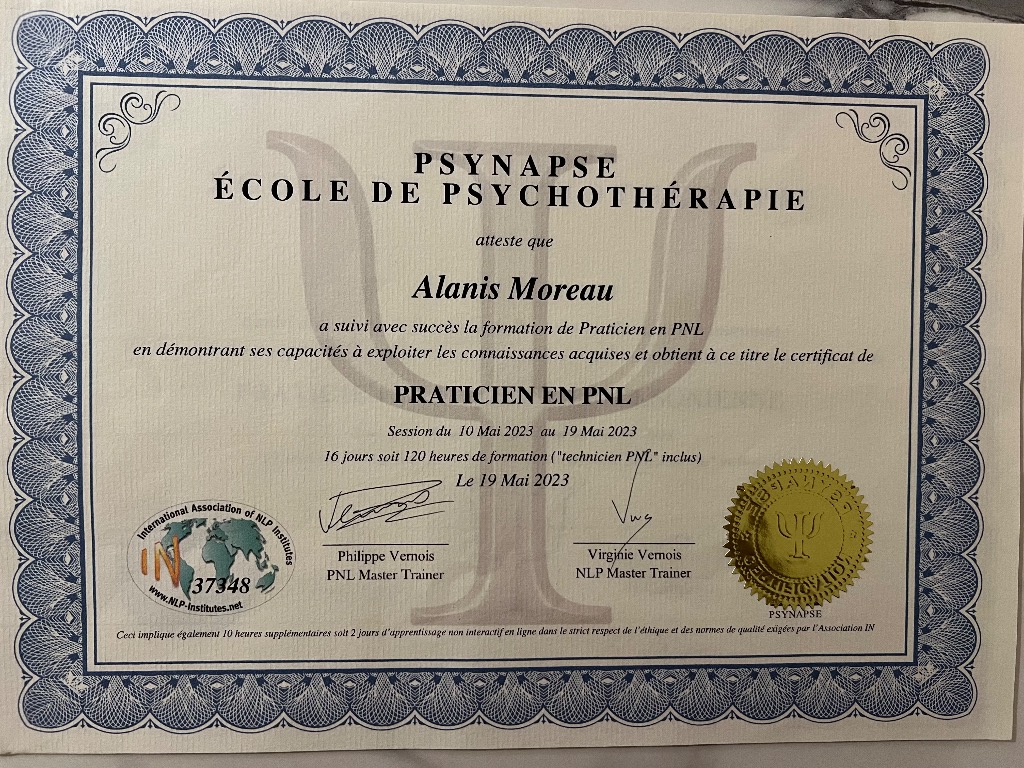 PSYNAPSE
ÉCOLE DE PSYCHOTHÉRAPIE
atteste que
Alanis Moreau
a suivi avec succès la formation de Praticien en PNL
en démontrant ses capacités à exploiter les connaissances acquises et obtient à ce titre le certificat de
PRATICIEN EN PNL
Session du 10 Mai 2023 au 19 Mai 2023
16 jours soit 120 heures de formation ("technicien PNL" inclus)
Le 19 Mai 2023
International Association of NLP Institutes
IN
37348
www.NLP-institutes.net
Philippe Vernois
PNL Master Trainer
Virginie Vernois
NLP Master Trainer
PSYNAPSE
PSYNAPSE
Ceci implique également 10 heures supplémentaires soit 2 jours d'apprentissage non interactif en ligne dans le strict respect de l'éthique et des normes de qualité exigées par l'Association IN